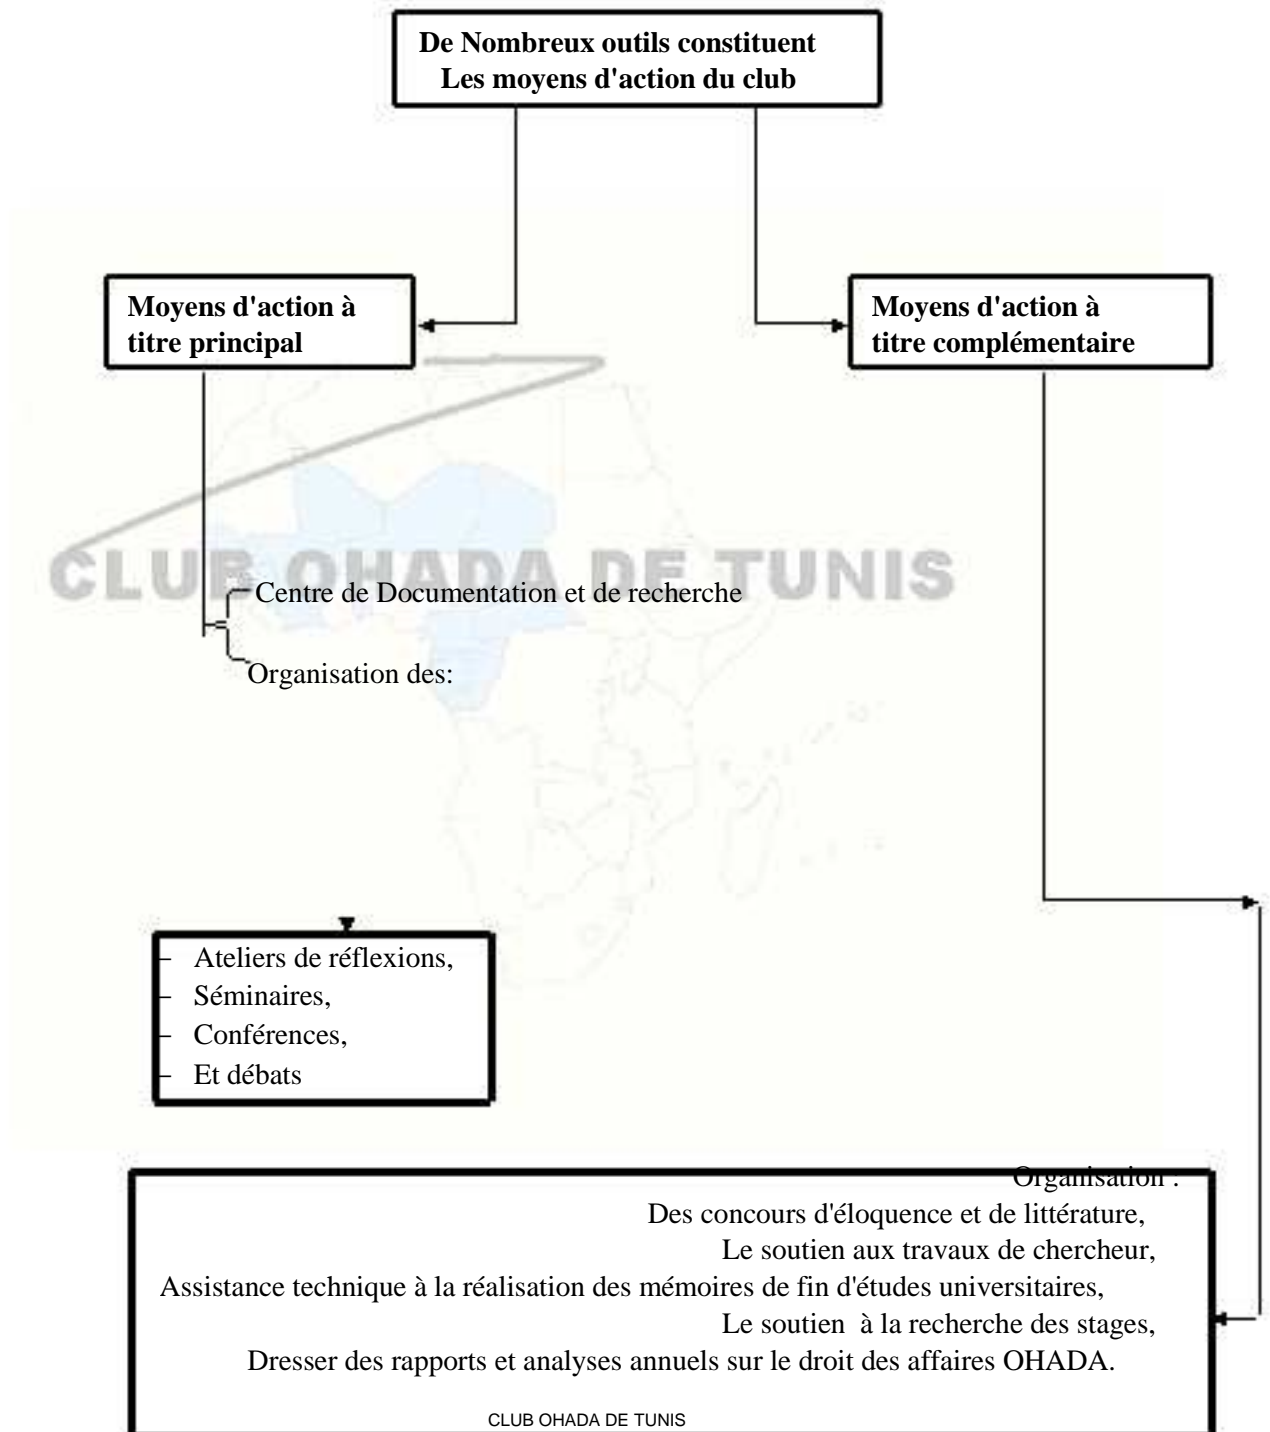 De Nombreux outils constituent
Les moyens d'action du club
Moyens d'action à
titre principal
Moyens d'action à
titre complémentaire
CLUB OHADA DE TUNIS
Centre de Documentation et de recherche
Organisation des:
– Ateliers de réflexions,
– Séminaires,
– Conférences,
– Et débats
Organisation :
Des concours d'éloquence et de littérature,
Le soutien aux travaux de chercheur,
Assistance technique à la réalisation des mémoires de fin d'études universitaires,
Le soutien à la recherche des stages,
Dresser des rapports et analyses annuels sur le droit des affaires OHADA.
CLUB OHADA DE TUNIS